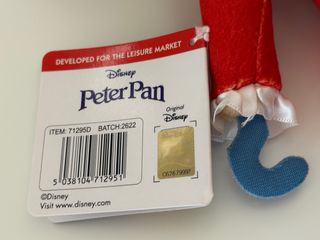 DEVELOPED FOR THE LEISURE MARKET
Disney
Peter Pan
Original
Disney
ITEM: 71295D BATCH:2622
5 038104 712951
©Disney
Visit www.disney.com